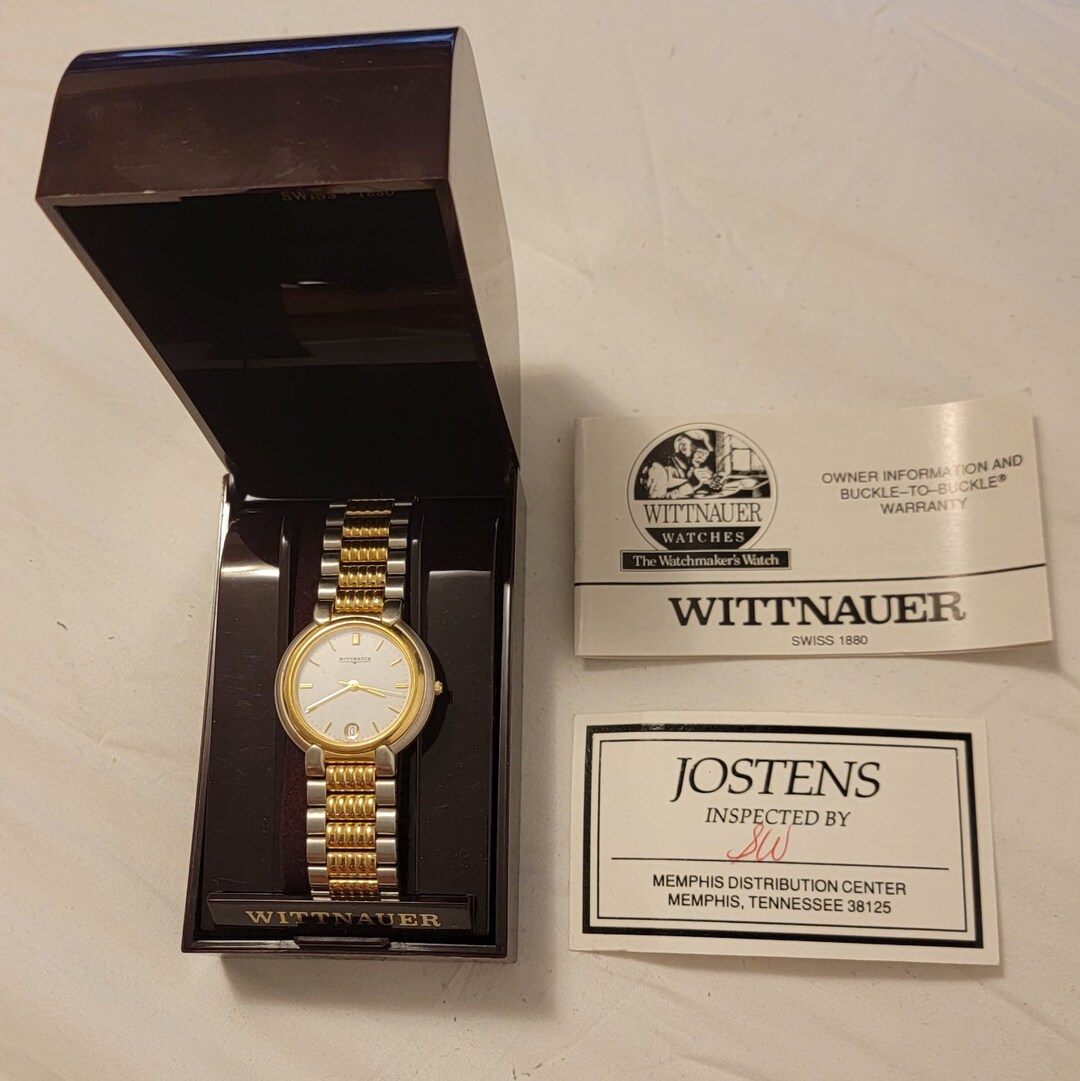 SWISS 1880
WITTNAUER
WITTNAUER
WITTNAUER
WATCHES
The Watchmaker's Watch
OWNER INFORMATION AND
BUCKLE-TO-BUCKLE®
WARRANTY
WITTNAUER
SWISS 1880
JOSTENS
INSPECTED BY
SW
MEMPHIS DISTRIBUTION CENTER
MEMPHIS, TENNESSEE 38125